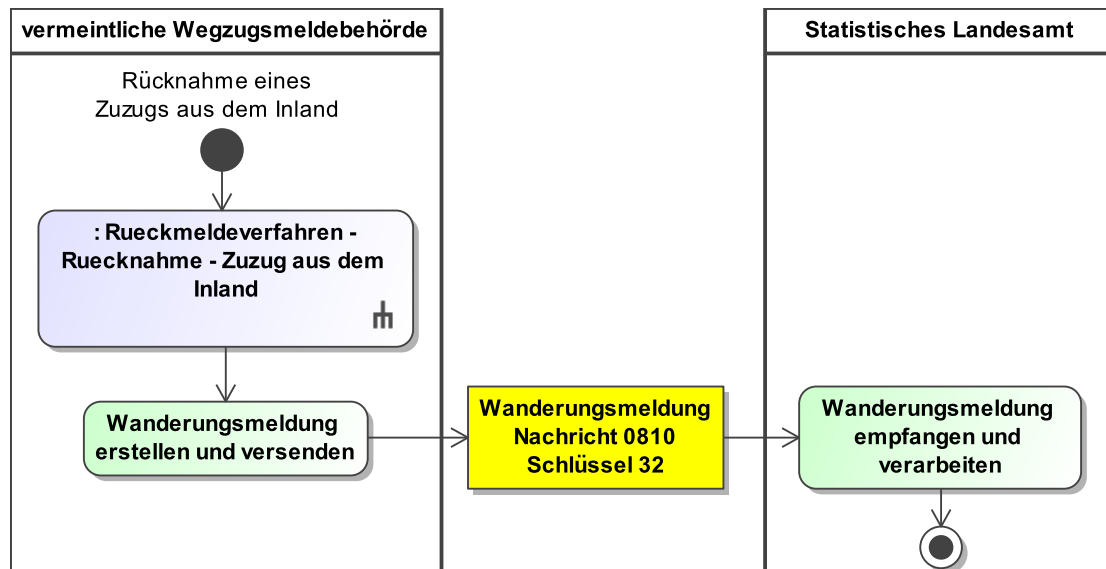 vermeintliche Wegzugsmeldebehörde
Statistisches Landesamt
Rücknahme eines
Zuzugs aus dem Inland
: Rueckmeldeverfahren -
Ruecknahme - Zuzug aus dem
Inland
Wanderungsmeldung
erstellen und versenden
Wanderungsmeldung
Nachricht 0810
Schlüssel 32
Wanderungsmeldung
empfangen und
verarbeiten